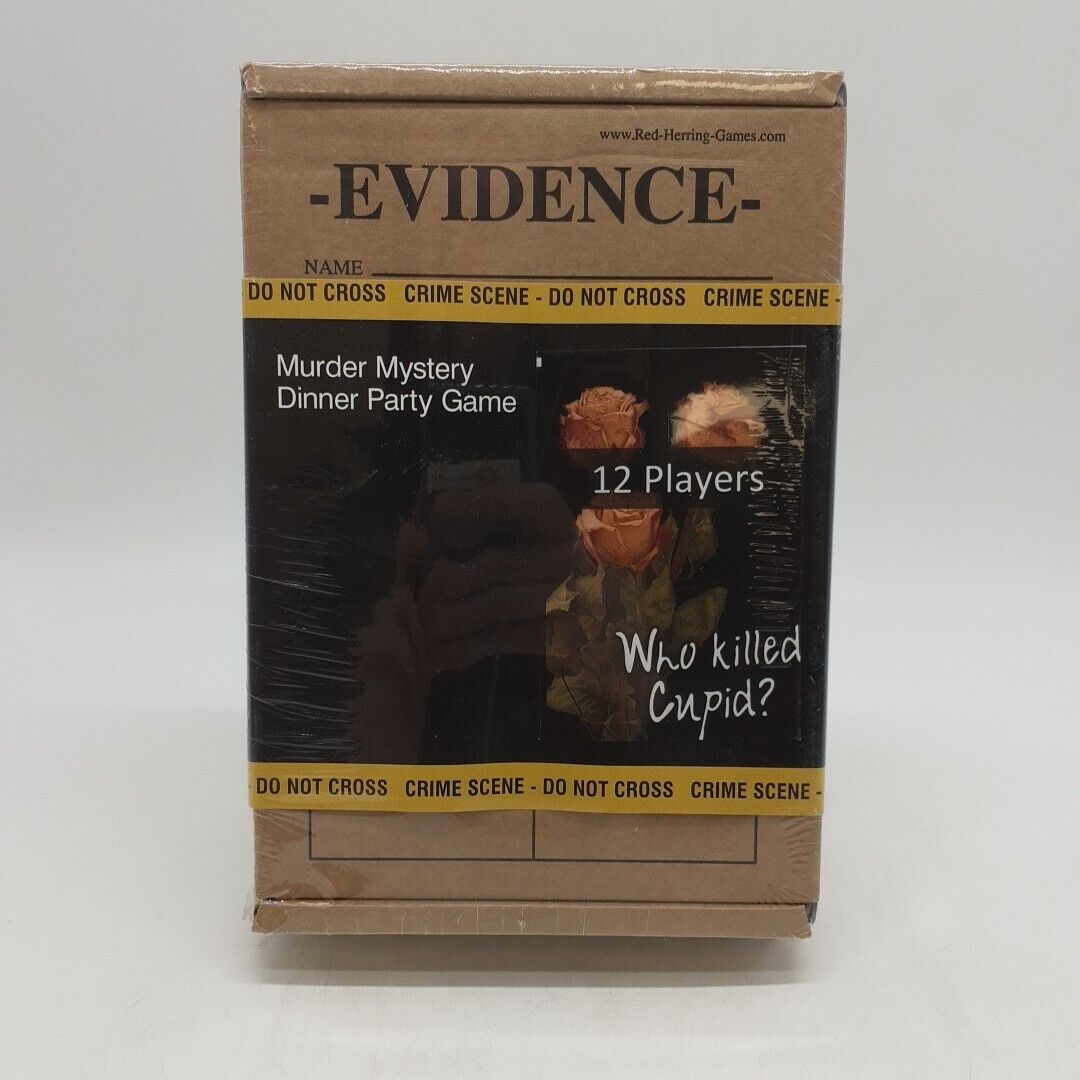 www.Red-Herring-Games.com
-EVIDENCE-
NAME
DO NOT CROSS CRIME SCENE - DO NOT CROSS CRIME SCENE -
Murder Mystery
Dinner Party Game
12 Players
Who killed
Cupid?
DO NOT CROSS CRIME SCENE - DO NOT CROSS CRIME SCENE -